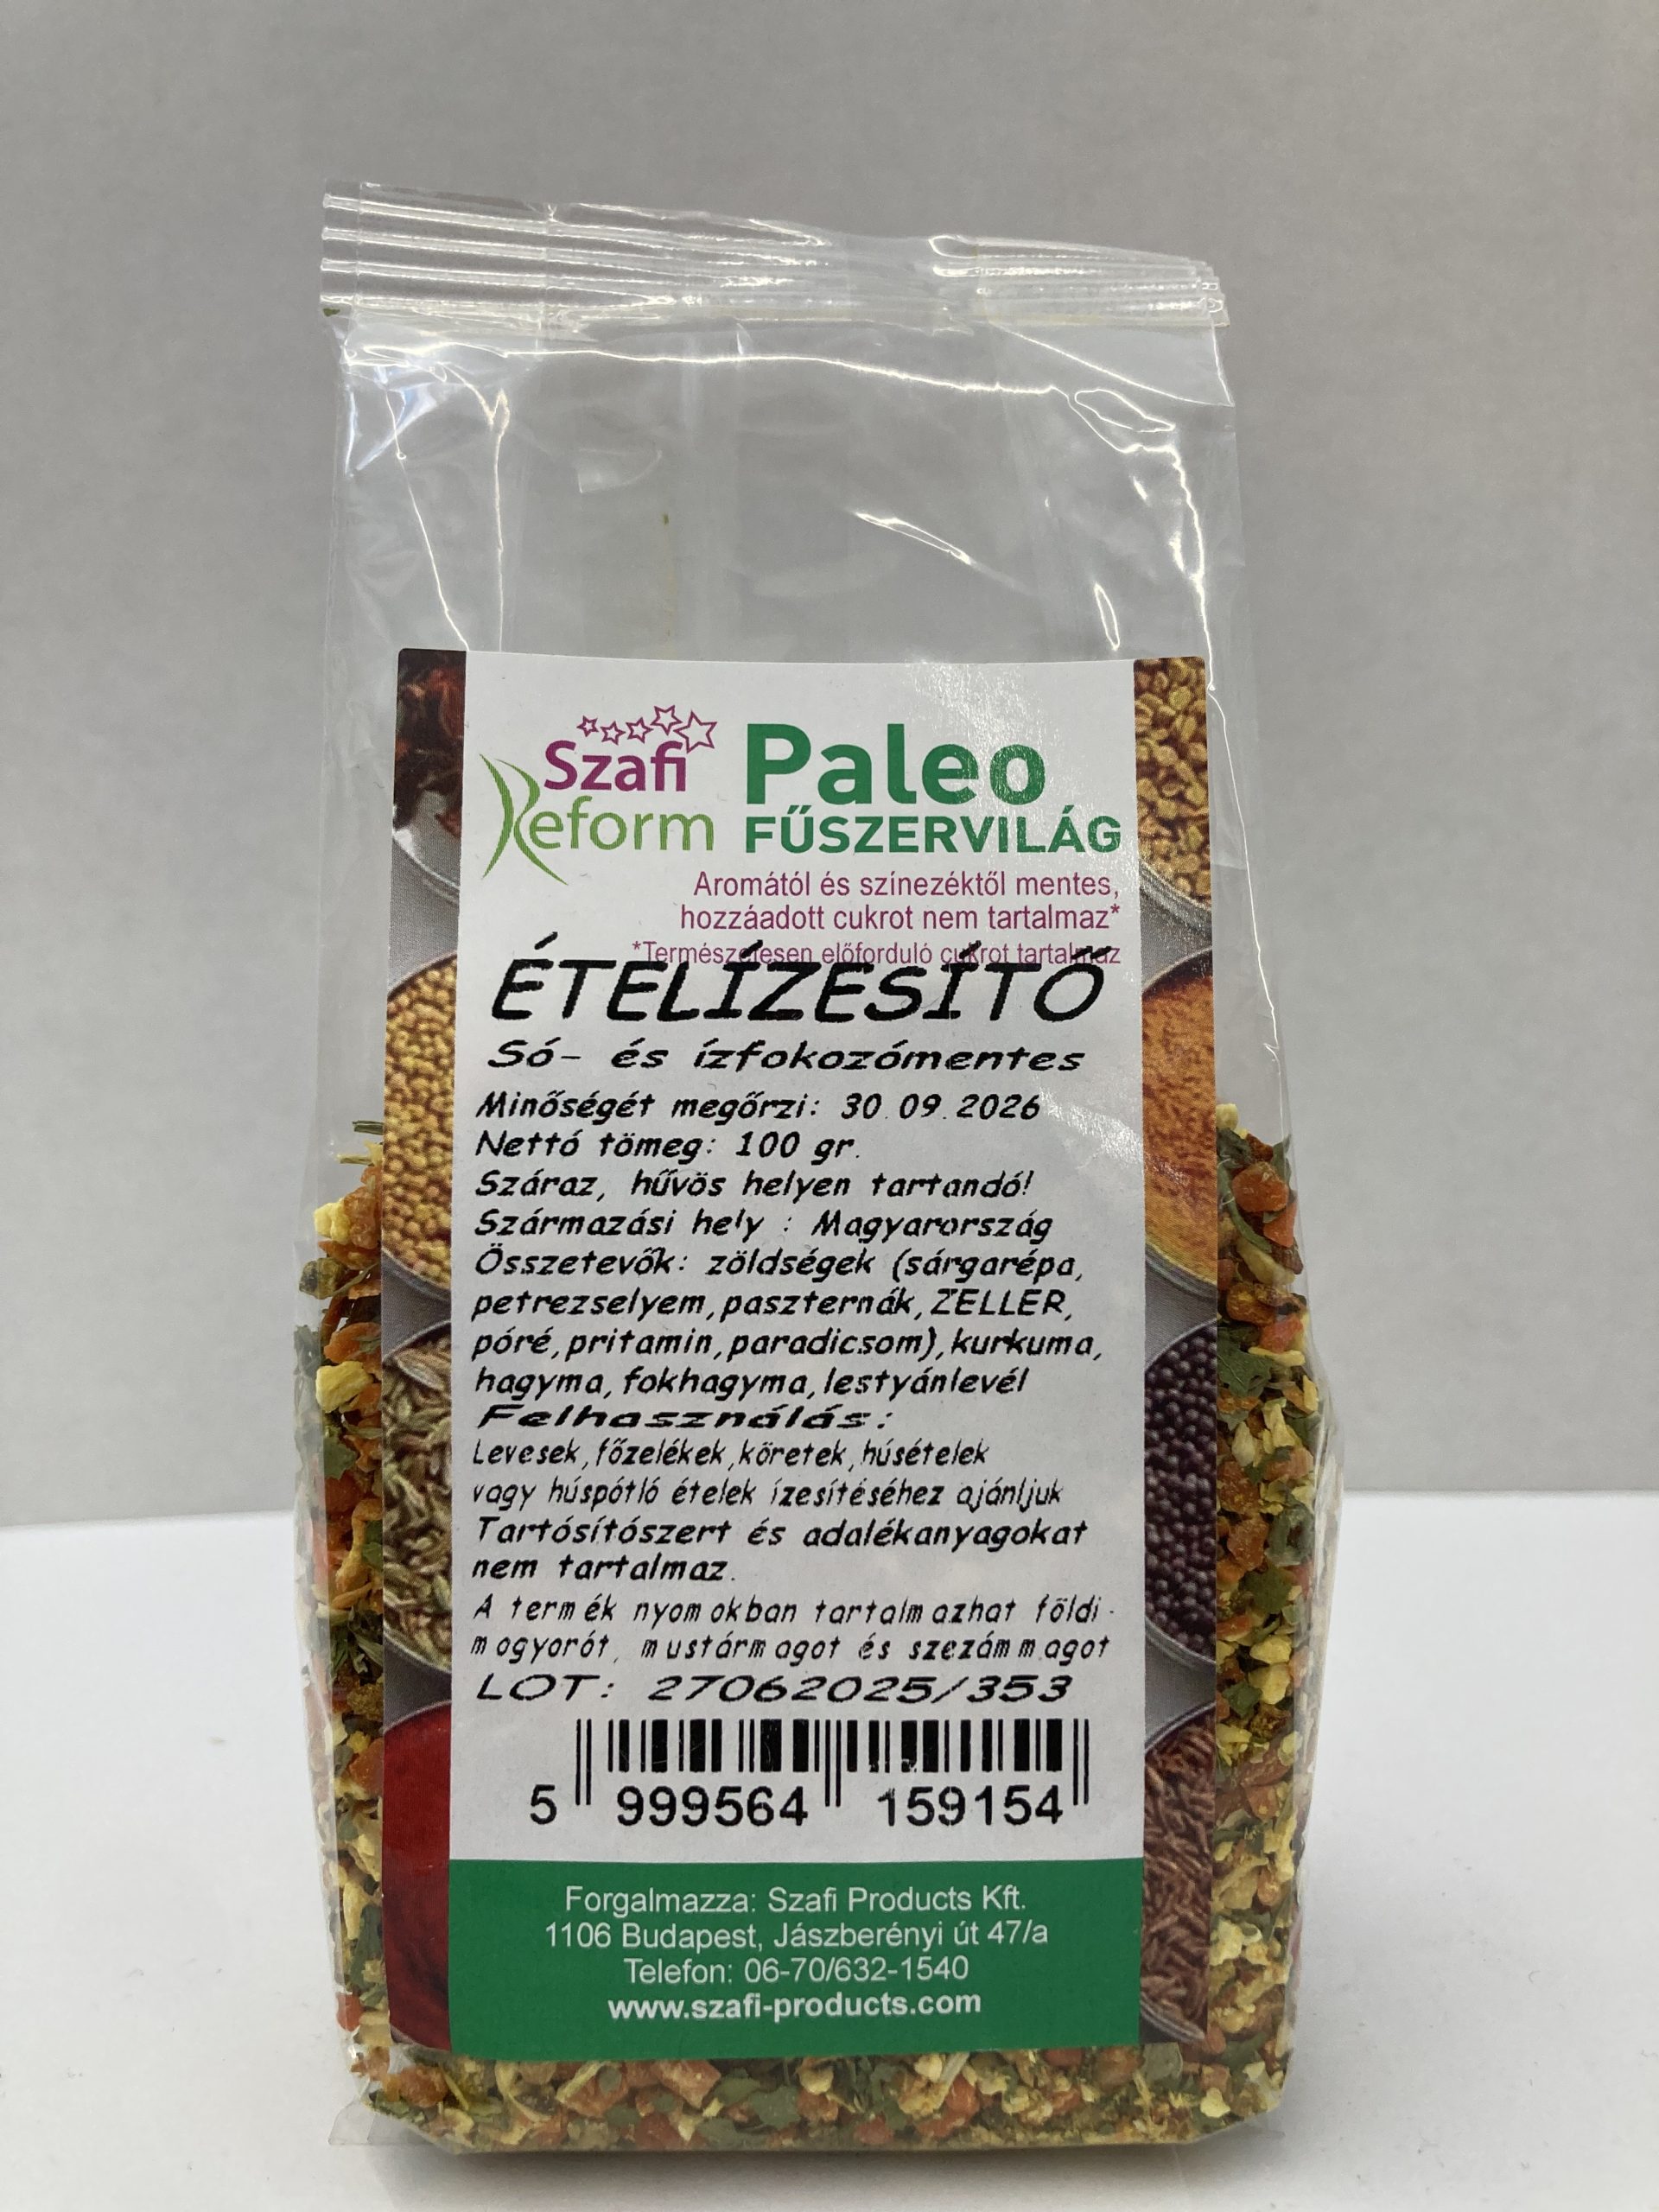 Szafi
Reform
Paleo
FŰSZERVILÁG
Aromától és színezéktől mentes,
hozzáadott cukrot nem tartalmaz*
*Természetesen előforduló cukrot tartalmaz
ÉTELÍZESÍTŐ
Só- és ízfokozómentes
Minőségét megőrzi: 30.09.2026
Nettó tömeg: 100 gr.
Száraz, hűvös helyen tartandó!
Származási hely : Magyarország
Összetevők: zöldségek (sárgarépa,
petrezselyem,paszternák,ZELLER,
póré,pritamin,paradicsom),kurkuma,
hagyma,fokhagyma,lestyánlevél
Felhasználás:
Levesek,főzelékek,köretek,húsételek
vagy húspótló ételek ízesítéséhez ajánljuk
Tartósítószert és adalékanyagokat
nem tartalmaz.
A termék nyomokban tartalmazhat földi-
mogyorót, mustármagot és szezámmagot
LOT: 27062025/353
5 999564 159154
Forgalmazza: Szafi Products Kft.
1106 Budapest, Jászberényi út 47/a
Telefon: 06-70/632-1540
www.szafi-products.com